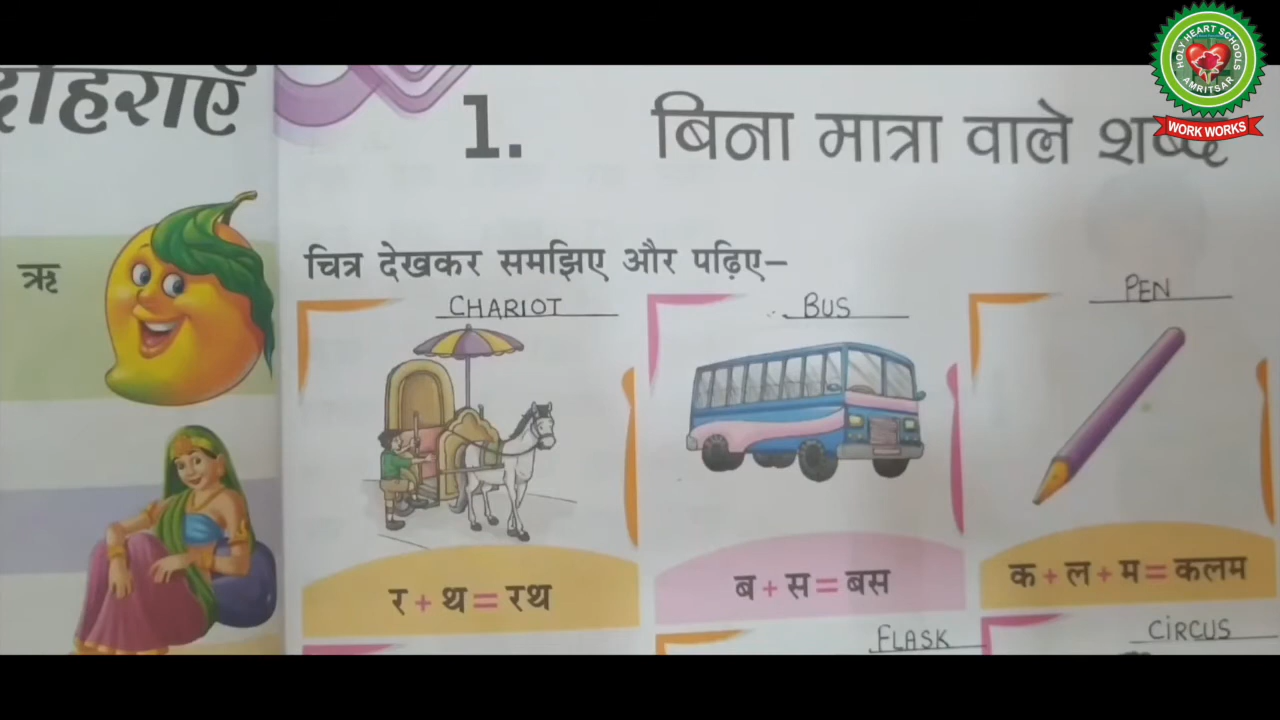 दोहराएँ
ऋ
1. बिना मात्रा वाले शब्द
चित्र देखकर समझिए और पढ़िए–
CHARIOT BUS PEN
र + थ = रथ ब + स = बस क + ल + म = कलम
FLASK CIRCUS
HOLY HEART SCHOOLS
AMRITSAR
WORK WORKS